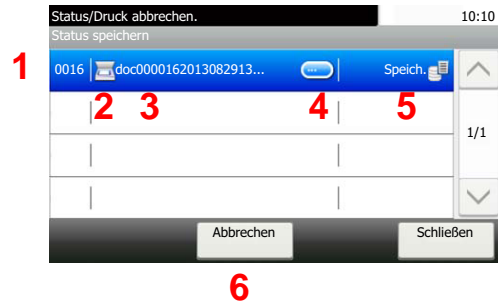 Status/Druck abbrechen. 10:10
Status speichern
1 0016 doc0000162013082913... ... Speich.
2 3 4 5
1/1
Abbrechen Schließen
6